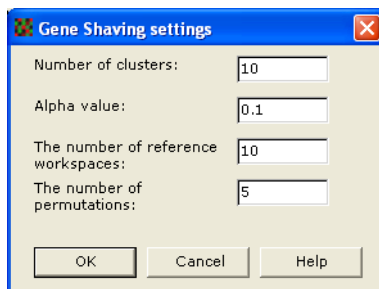 Gene Shaving settings
Number of clusters:
10
Alpha value:
0.1
The number of reference
workspaces:
10
The number of
permutations:
5
OK Cancel Help